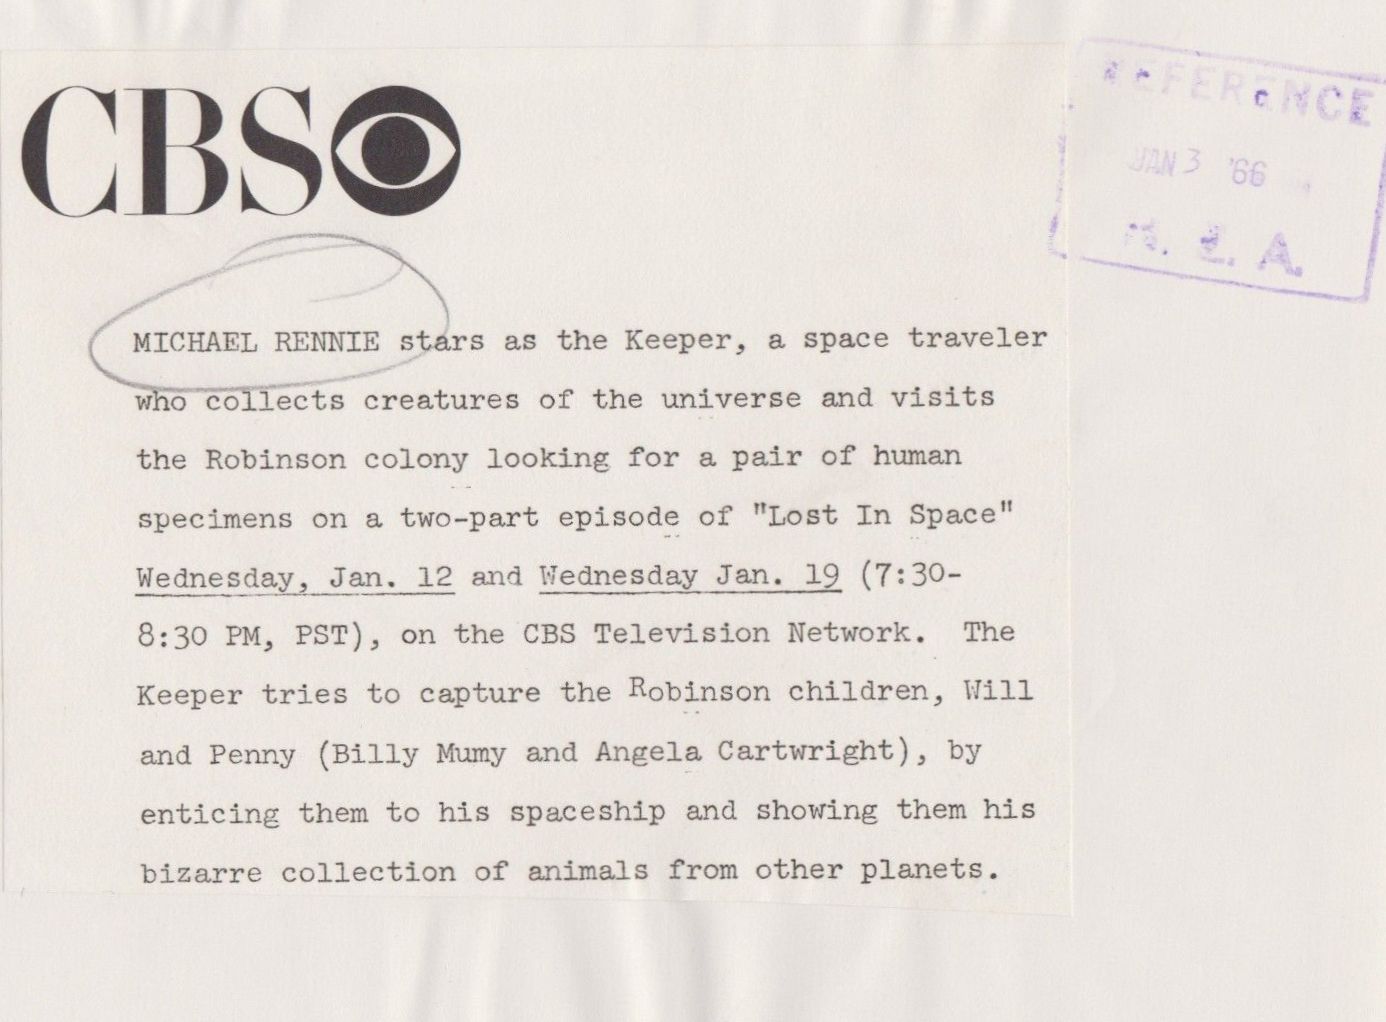 CBS
REFERENCE
JAN 3 '66
E. A.
MICHAEL RENNIE stars as the Keeper, a space traveler
who collects creatures of the universe and visits
the Robinson colony looking for a pair of human
specimens on a two-part episode of "Lost In Space"
Wednesday, Jan. 12 and Wednesday Jan. 19 (7:30-
8:30 PM, PST), on the CBS Television Network.  The
Keeper tries to capture the Robinson children, Will
and Penny (Billy Mumy and Angela Cartwright), by
enticing them to his spaceship and showing them his
bizarre collection of animals from other planets.